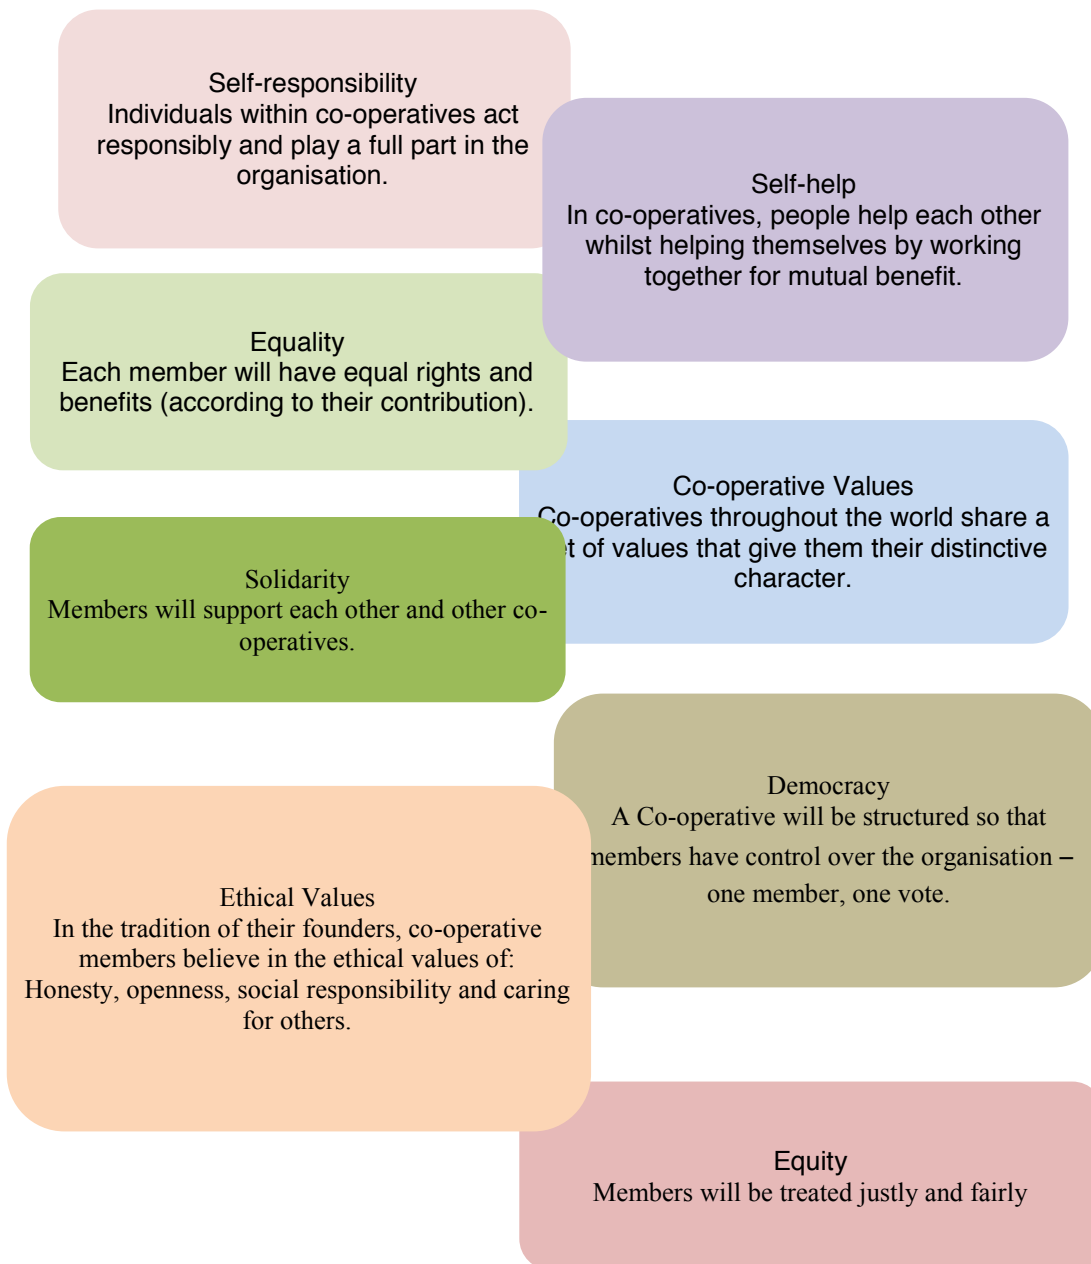 Self-responsibility
Individuals within co-operatives act
responsibly and play a full part in the
organisation.
Self-help
In co-operatives, people help each other
whilst helping themselves by working
together for mutual benefit.
Equality
Each member will have equal rights and
benefits (according to their contribution).
Co-operative Values
Co-operatives throughout the world share a
et of values that give them their distinctive
character.
Solidarity
Members will support each other and other co-
operatives.
Democracy
A Co-operative will be structured so that
members have control over the organisation –
one member, one vote.
Ethical Values
In the tradition of their founders, co-operative
members believe in the ethical values of:
Honesty, openness, social responsibility and caring
for others.
Equity
Members will be treated justly and fairly